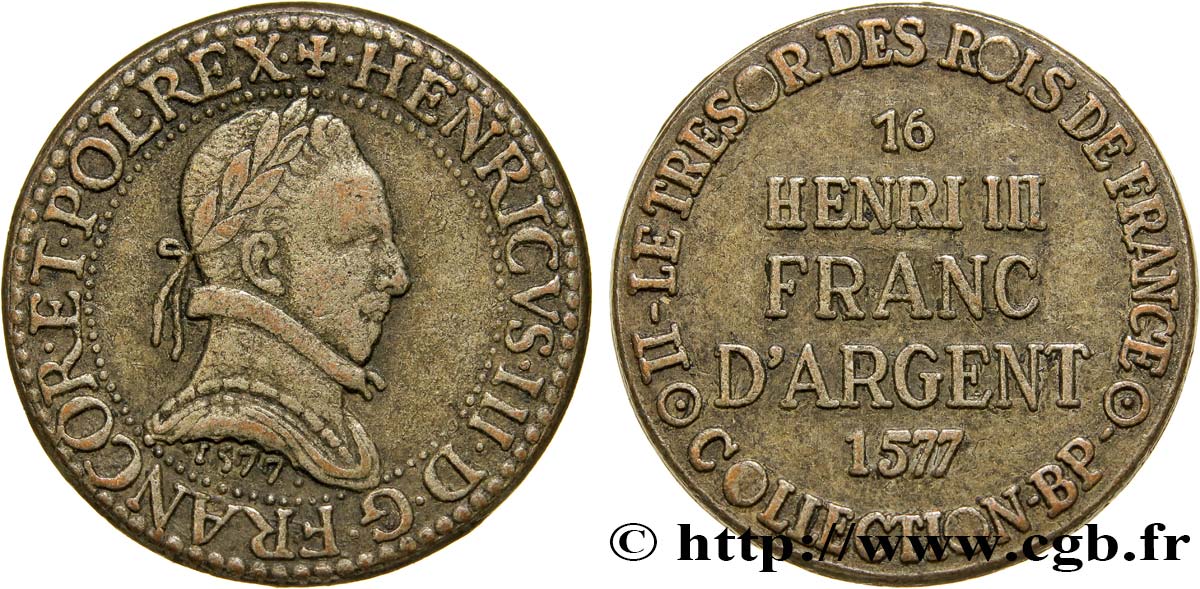 ✠·HENRICVS·III·D·G·FRANCOR·ET·POL·REX·
1577
II-LE TRESOR DES ROIS DE FRANCE
16
HENRI III
FRANC
D'ARGENT
1577
COLLECTION-BP-
© http://www.cgb.fr